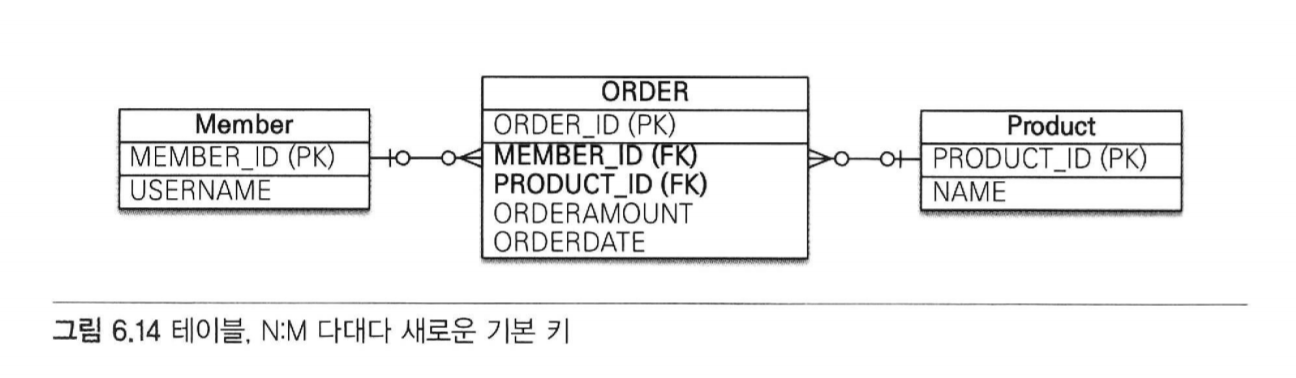 Member
MEMBER_ID (PK)
USERNAME
ORDER
ORDER_ID (PK)
MEMBER_ID (FK)
PRODUCT_ID (FK)
ORDERAMOUNT
ORDERDATE
Product
PRODUCT_ID (PK)
NAME
그림 6.14 테이블, N:M 다대다 새로운 기본 키